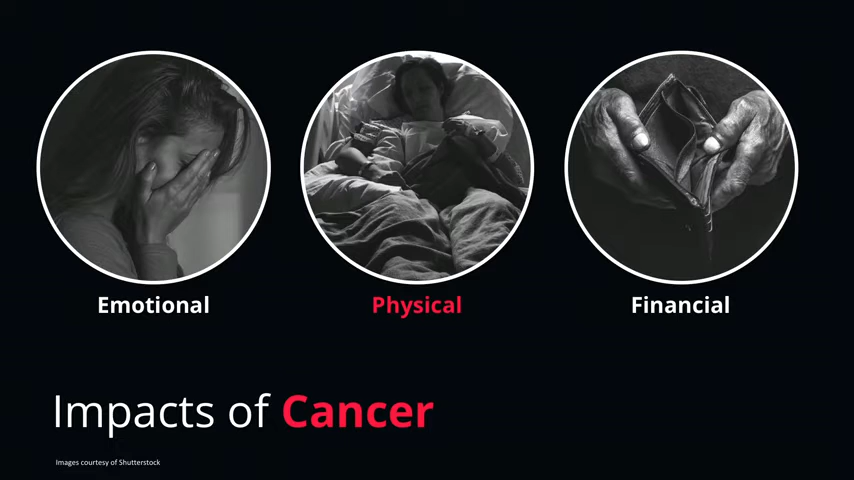 Emotional
Physical
Financial
Impacts of Cancer
Images courtesy of Shutterstock